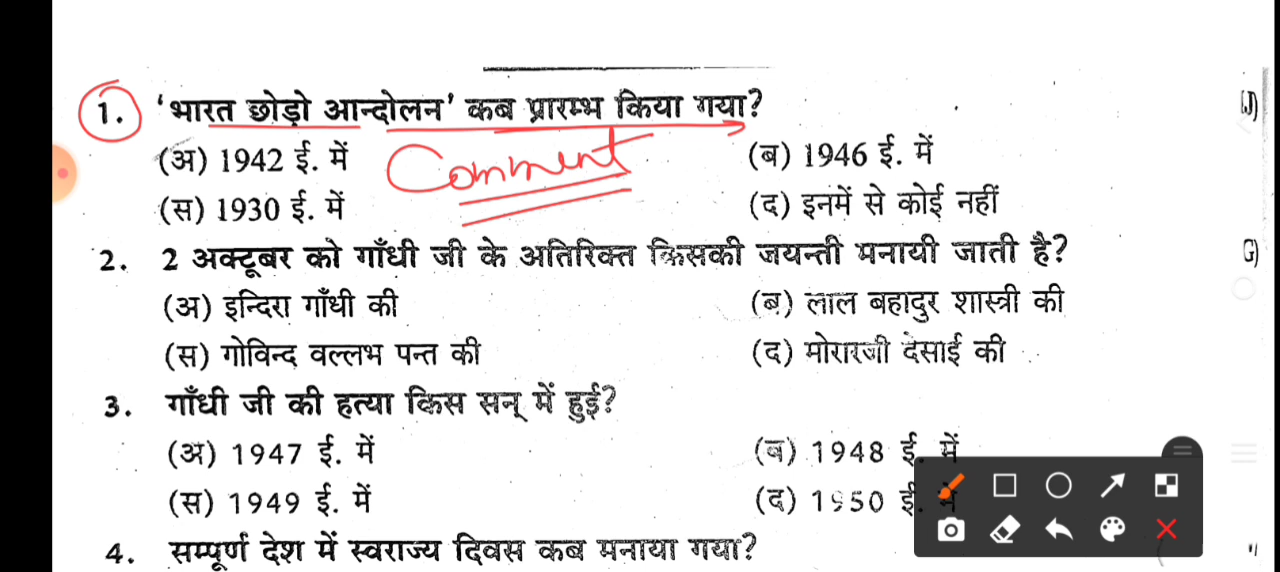 1. 'भारत छोड़ो आन्दोलन' कब प्रारम्भ किया गया?
(अ) 1942 ई. में (ब) 1946 ई. में
Comment
(स) 1930 ई. में (द) इनमें से कोई नहीं
2. 2 अक्टूबर को गाँधी जी के अतिरिक्त किसकी जयन्ती मनायी जाती है?
(अ) इन्दिरा गाँधी की (ब) लाल बहादुर शास्त्री की
(स) गोविन्द वल्लभ पन्त की (द) मोरारजी देसाई की
3. गाँधी जी की हत्या किस सन् में हुई?
(अ) 1947 ई. में (ब) 1948 ई. में
(स) 1949 ई. में (द) 1950 ई. में
4. सम्पूर्ण देश में स्वराज्य दिवस कब मनाया गया?